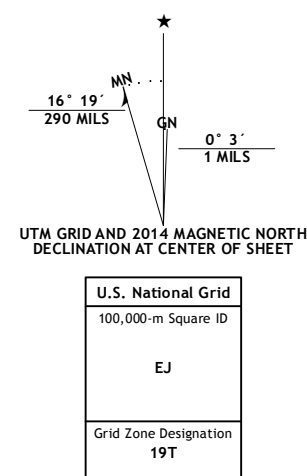 ★
MN
16° 19´
290 MILS
GN
0° 3´
1 MILS
UTM GRID AND 2014 MAGNETIC NORTH
DECLINATION AT CENTER OF SHEET
U.S. National Grid
100,000-m Square ID
EJ
Grid Zone Designation
19T